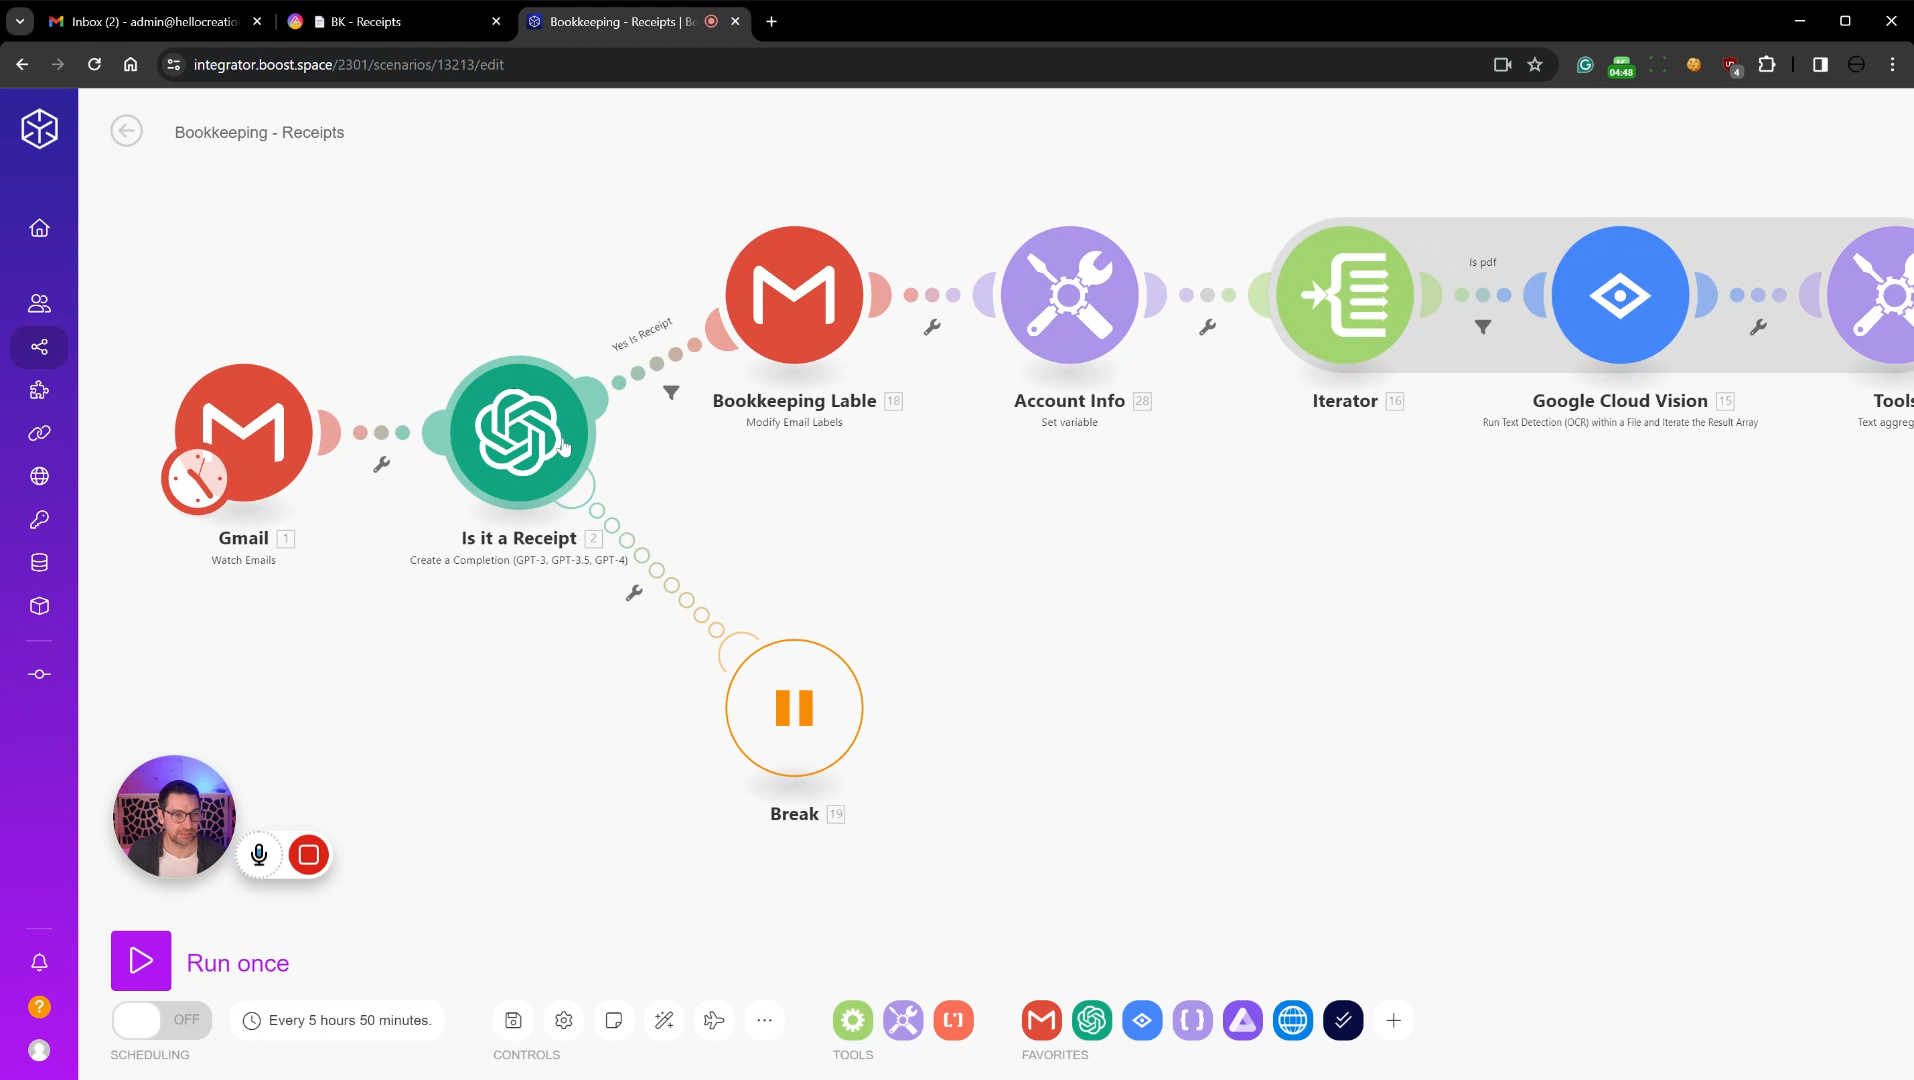 Inbox (2) - admin@hellocreatio
BK - Receipts
Bookkeeping - Receipts | Bo
integrator.boost.space/2301/scenarios/13213/edit
04:48
4
Bookkeeping - Receipts
Is pdf
Yes Is Receipt
Bookkeeping Lable 18
Modify Email Labels
Account Info 28
Set variable
Iterator 16
Google Cloud Vision 15
Run Text Detection (OCR) within a File and Iterate the Result Array
Tools
Text aggreg
Gmail 1
Watch Emails
Is it a Receipt 2
Create a Completion (GPT-3, GPT-3.5, GPT-4)
Break 19
Run once
OFF
Every 5 hours 50 minutes.
SCHEDULING
CONTROLS
TOOLS
FAVORITES